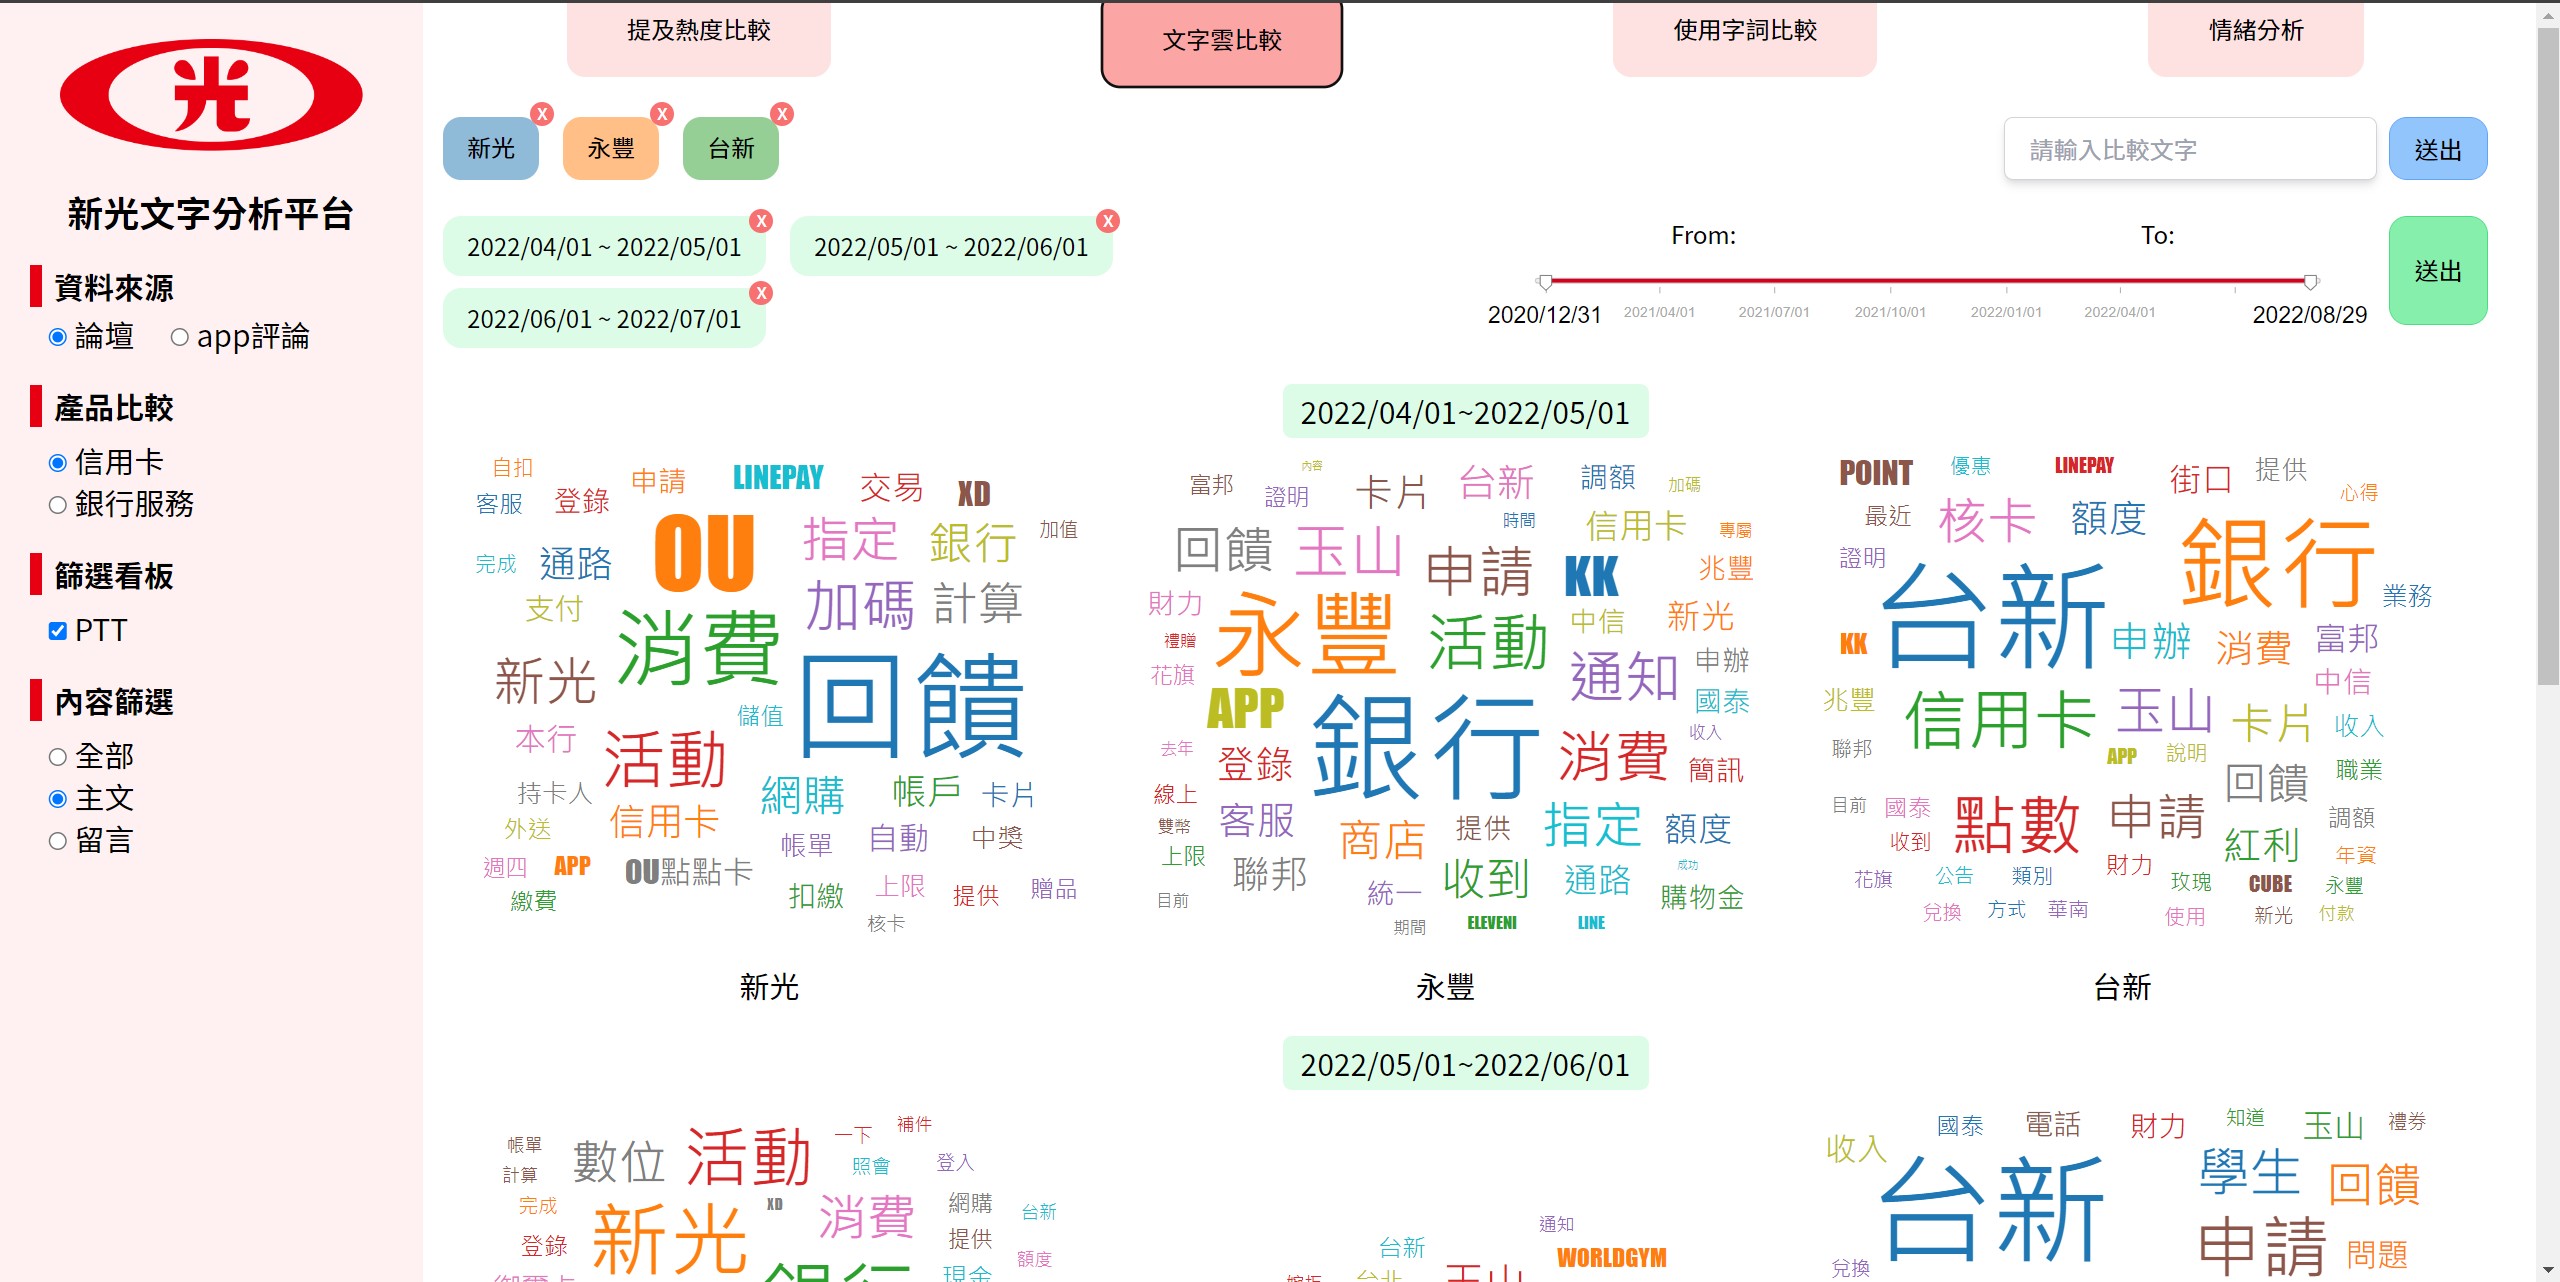 光
新光文字分析平台
資料來源
論壇 app評論
產品比較
信用卡
銀行服務
篩選看板
PTT
內容篩選
全部
主文
留言
提及熱度比較 文字雲比較 使用字詞比較 情緒分析
新光 X 永豐 X 台新 X
請輸入比較文字 送出
2022/04/01 ~ 2022/05/01 X 2022/05/01 ~ 2022/06/01 X
2022/06/01 ~ 2022/07/01 X
From: To:
送出
2020/12/31 2021/04/01 2021/07/01 2021/10/01 2022/01/01 2022/04/01 2022/08/29
2022/04/01~2022/05/01
自扣 申請 LINEPAY 交易 XD
客服 登錄 OU 指定 銀行 加值
完成 通路 加碼 計算
支付 消費
新光 回饋
本行 活動 儲值
持卡人 網購 帳戶 卡片
外送 信用卡 帳單 自動 中獎
週四 APP OU點點卡 扣繳 上限 提供 贈品
繳費 核卡
新光
富邦 內容 證明 卡片 台新 調額 加碼
時間 信用卡 專屬
回饋 玉山 申請 KK 兆豐
財力 永豐 活動 中信 新光
禮贈 花旗 通知 申辦
APP 銀行 國泰
去年 登錄 消費 收入 簡訊
線上 雙幣 客服 商店 提供 指定 額度
上限 聯邦 統一 收到 通路 成功 購物金
目前 期間 ELEVENI LINE
永豐
POINT 優惠 LINEPAY 街口 提供
最近 核卡 額度 心得
證明 台新 銀行 業務
KK 申辦 消費 富邦
兆豐 信用卡 玉山 卡片 中信 收入
聯邦 APP 說明 回饋 職業
目前 國泰 點數 申請 調額
收到 財力 紅利 年資
花旗 公告 類別 玫瑰 CUBE 永豐
兌換 方式 華南 使用 新光 付款
台新
2022/05/01~2022/06/01
帳單 數位 活動 一下 補件
計算 照會 登入
完成 新光 XD 消費 網購 台新
登錄 提供 額度
銀行 現金
通知
台新 WORLDGYM
玉山
國泰 電話 財力 知道 玉山 禮券
收入 台新 學生 回饋
兌換 申請 問題